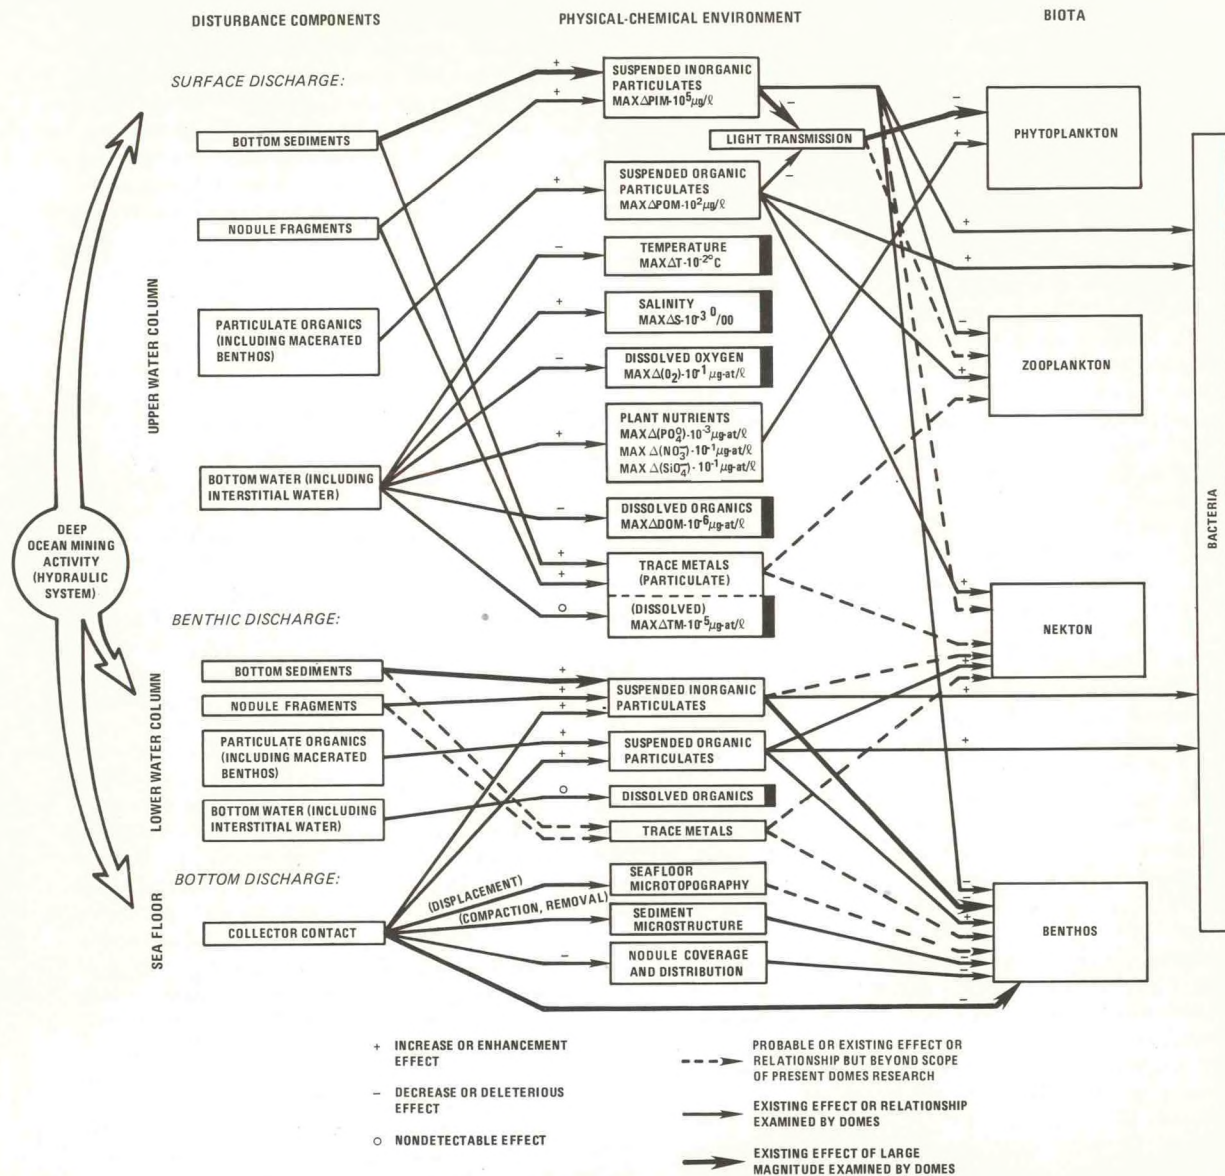 DISTURBANCE COMPONENTS
PHYSICAL-CHEMICAL ENVIRONMENT
BIOTA
SURFACE DISCHARGE:
BOTTOM SEDIMENTS
NODULE FRAGMENTS
PARTICULATE ORGANICS
(INCLUDING MACERATED
BENTHOS)
BOTTOM WATER (INCLUDING
INTERSTITIAL WATER)
UPPER WATER COLUMN
DEEP
OCEAN MINING
ACTIVITY
(HYDRAULIC
SYSTEM)
SUSPENDED INORGANIC
PARTICULATES
MAX ΔPIM-10⁵μg/ℓ
LIGHT TRANSMISSION
SUSPENDED ORGANIC
PARTICULATES
MAX ΔPOM-10²μg/ℓ
TEMPERATURE
MAXΔT-10⁻²°C
SALINITY
MAXΔS-10⁻³ 0/00
DISSOLVED OXYGEN
MAXΔ(O₂)-10⁻¹ μg-at/ℓ
PLANT NUTRIENTS
MAXΔ(PO₄⁰)-10⁻³μg-at/ℓ
MAX Δ(NO₃⁻)-10⁻¹μg-at/ℓ
MAX Δ(SiO₄⁻)-10⁻¹μg-at/ℓ
DISSOLVED ORGANICS
MAXΔDOM-10⁻⁶μg-at/ℓ
TRACE METALS
(PARTICULATE)
(DISSOLVED)
MAXΔTM-10⁻⁵μg-at/ℓ
PHYTOPLANKTON
ZOOPLANKTON
NEKTON
BENTHOS
BACTERIA
BENTHIC DISCHARGE:
BOTTOM SEDIMENTS
NODULE FRAGMENTS
PARTICULATE ORGANICS
(INCLUDING MACERATED
BENTHOS)
BOTTOM WATER (INCLUDING
INTERSTITIAL WATER)
LOWER WATER COLUMN
SUSPENDED INORGANIC
PARTICULATES
SUSPENDED ORGANIC
PARTICULATES
DISSOLVED ORGANICS
TRACE METALS
BOTTOM DISCHARGE:
COLLECTOR CONTACT
SEA FLOOR
(DISPLACEMENT)
(COMPACTION, REMOVAL)
SEAFLOOR
MICROTOPOGRAPHY
SEDIMENT
MICROSTRUCTURE
NODULE COVERAGE
AND DISTRIBUTION
+ INCREASE OR ENHANCEMENT
EFFECT
− DECREASE OR DELETERIOUS
EFFECT
○ NONDETECTABLE EFFECT
PROBABLE OR EXISTING EFFECT OR
RELATIONSHIP BUT BEYOND SCOPE
OF PRESENT DOMES RESEARCH
EXISTING EFFECT OR RELATIONSHIP
EXAMINED BY DOMES
EXISTING EFFECT OF LARGE
MAGNITUDE EXAMINED BY DOMES